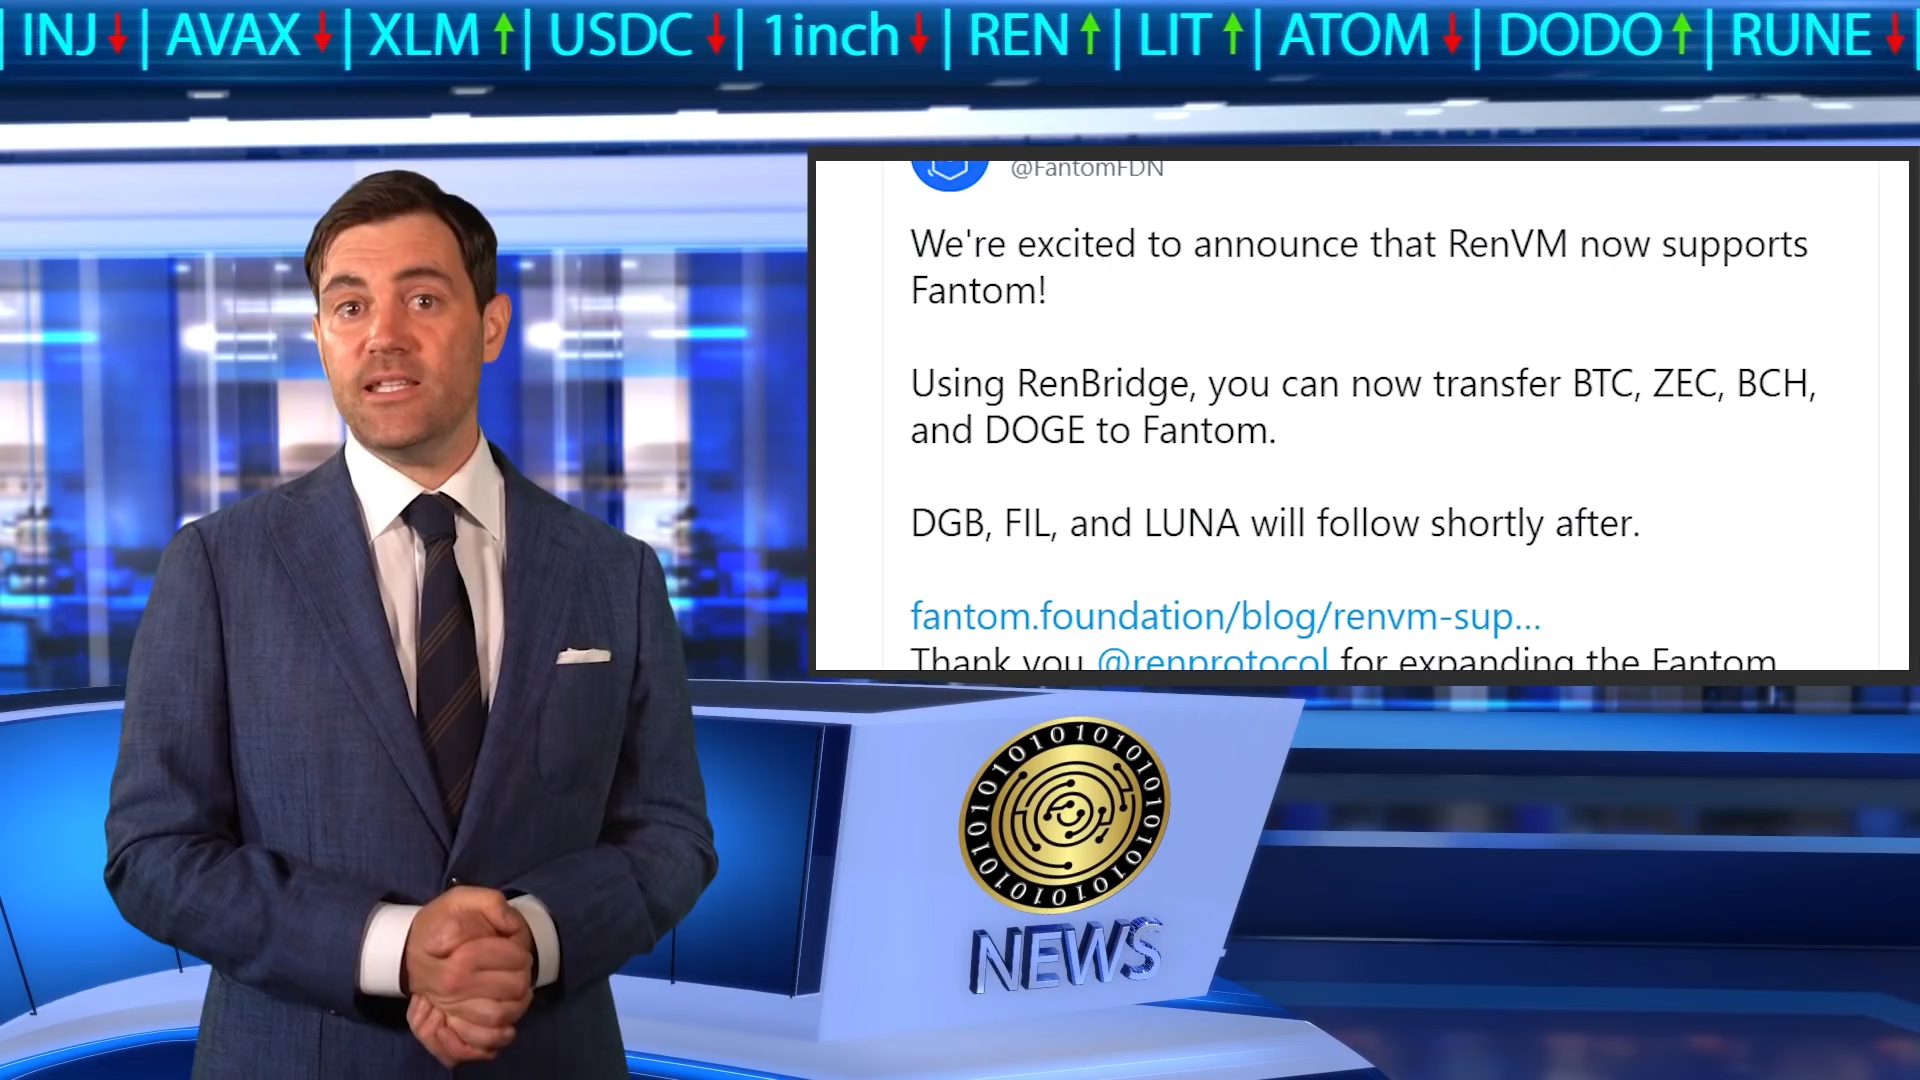 INJ↓ | AVAX↓ | XLM↑ | USDC↓ | 1inch↓ | REN↑ | LIT↑ | ATOM↓ | DODO↑ | RUNE↓
@FantomFDN
We're excited to announce that RenVM now supports
Fantom!
Using RenBridge, you can now transfer BTC, ZEC, BCH,
and DOGE to Fantom.
DGB, FIL, and LUNA will follow shortly after.
fantom.foundation/blog/renvm-sup...
Thank you @renprotocol for expanding the Fantom
NEWS